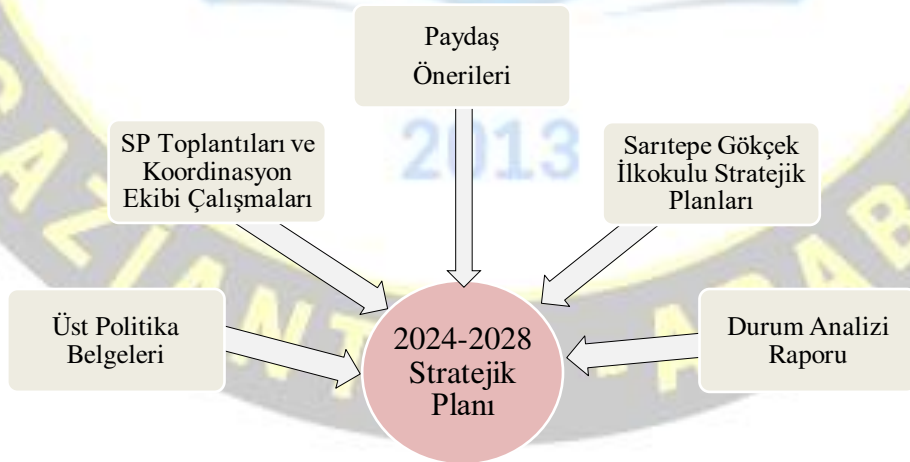 Paydaş
Önerileri
SP Toplantıları ve
Koordinasyon
Ekibi Çalışmaları
2013
Sarıtepe Gökçek
İlkokulu Stratejik
Planları
Üst Politika
Belgeleri
2024-2028
Stratejik
Planı
Durum Analizi
Raporu